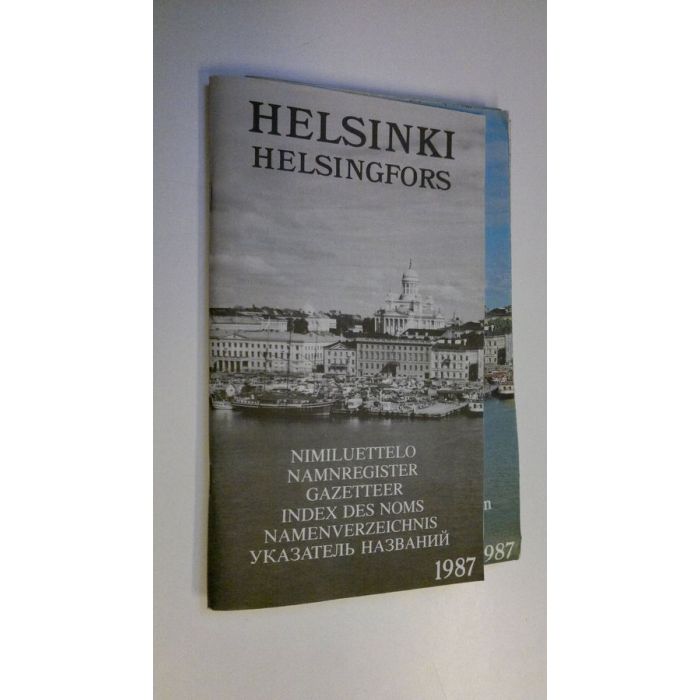 HELSINKI
HELSINGFORS
NIMILUETTELO
NAMNREGISTER
GAZETTEER
INDEX DES NOMS
NAMENVERZEICHNIS
УКАЗАТЕЛЬ НАЗВАНИЙ
1987
987